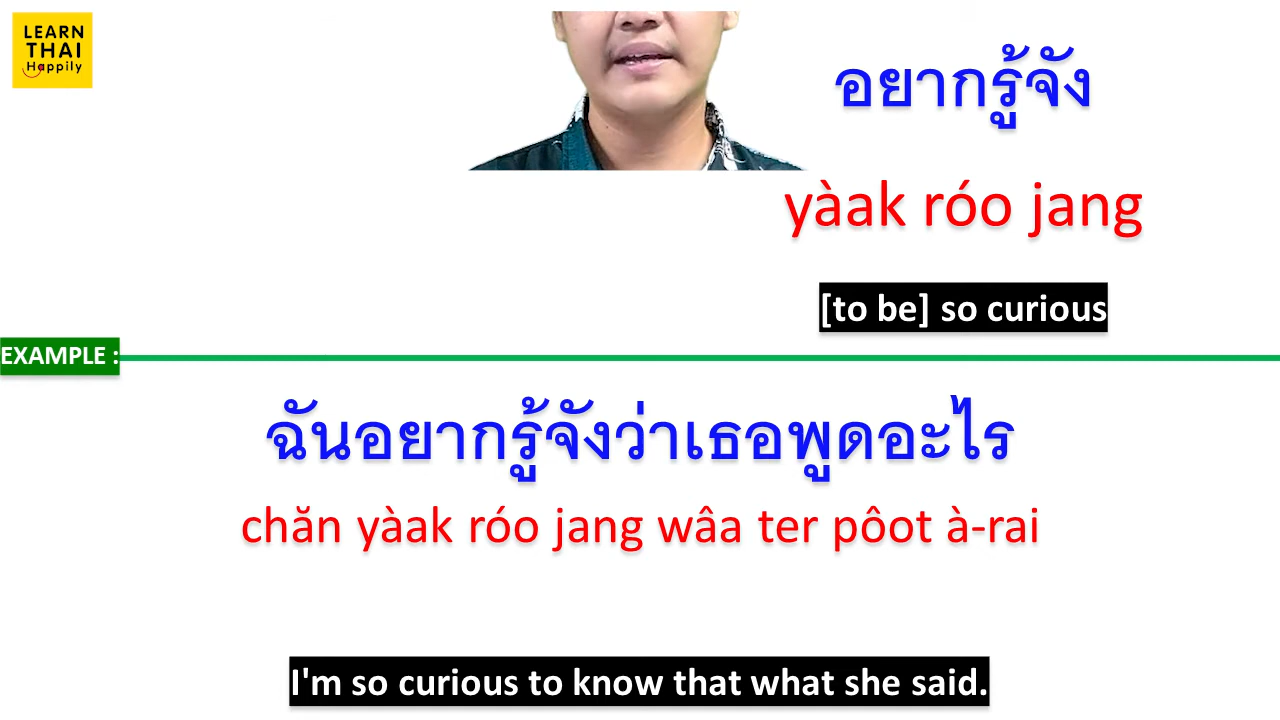 LEARN
THAI
Happily
อยากรู้จัง
yàak róo jang
[to be] so curious
EXAMPLE :
ฉันอยากรู้จังว่าเธอพูดอะไร
chăn yàak róo jang wâa ter pôot à-rai
I'm so curious to know that what she said.